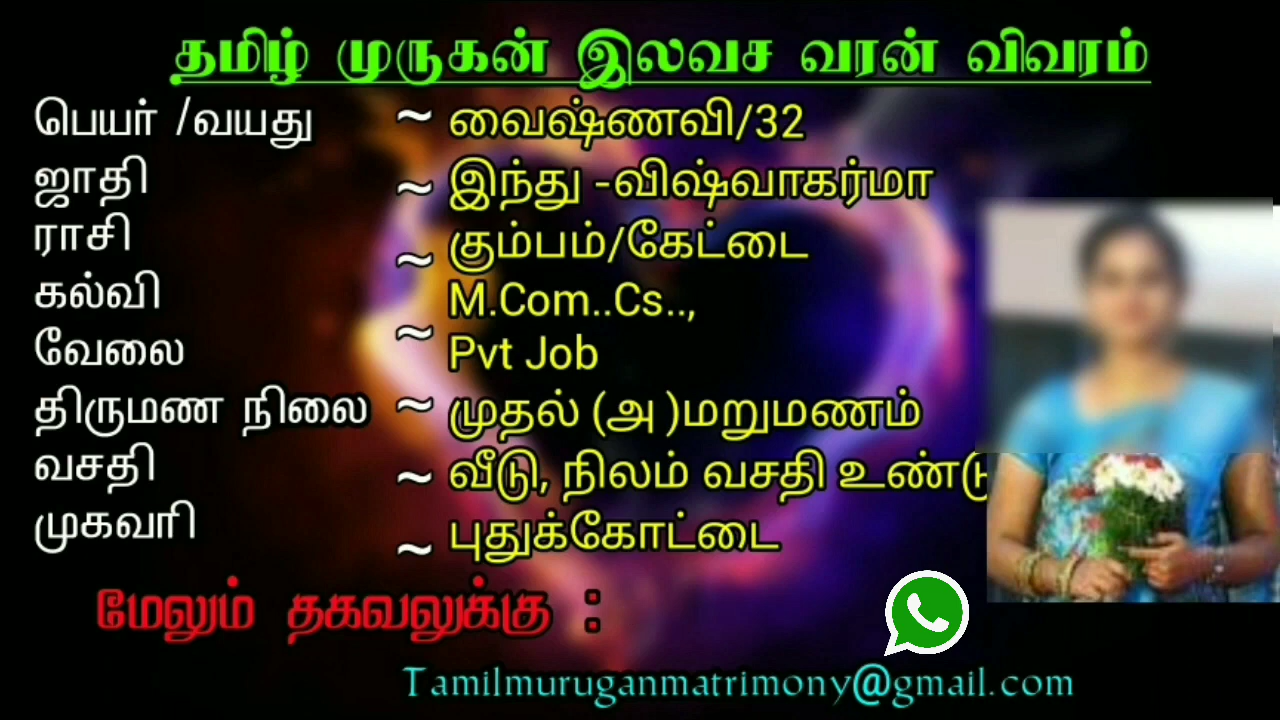 தமிழ் முருகன் இலவச வரன் விவரம்
பெயர் /வயது ~ வைஷ்ணவி/32
ஜாதி ~ இந்து -விஷ்வாகர்மா
ராசி ~ கும்பம்/கேட்டை
கல்வி M.Com..Cs..,
வேலை ~ Pvt Job
திருமண நிலை ~ முதல் (அ )மறுமணம்
வசதி ~ வீடு, நிலம் வசதி உண்டு
முகவரி ~ புதுக்கோட்டை
மேலும் தகவலுக்கு :
Tamilmuruganmatrimony@gmail.com